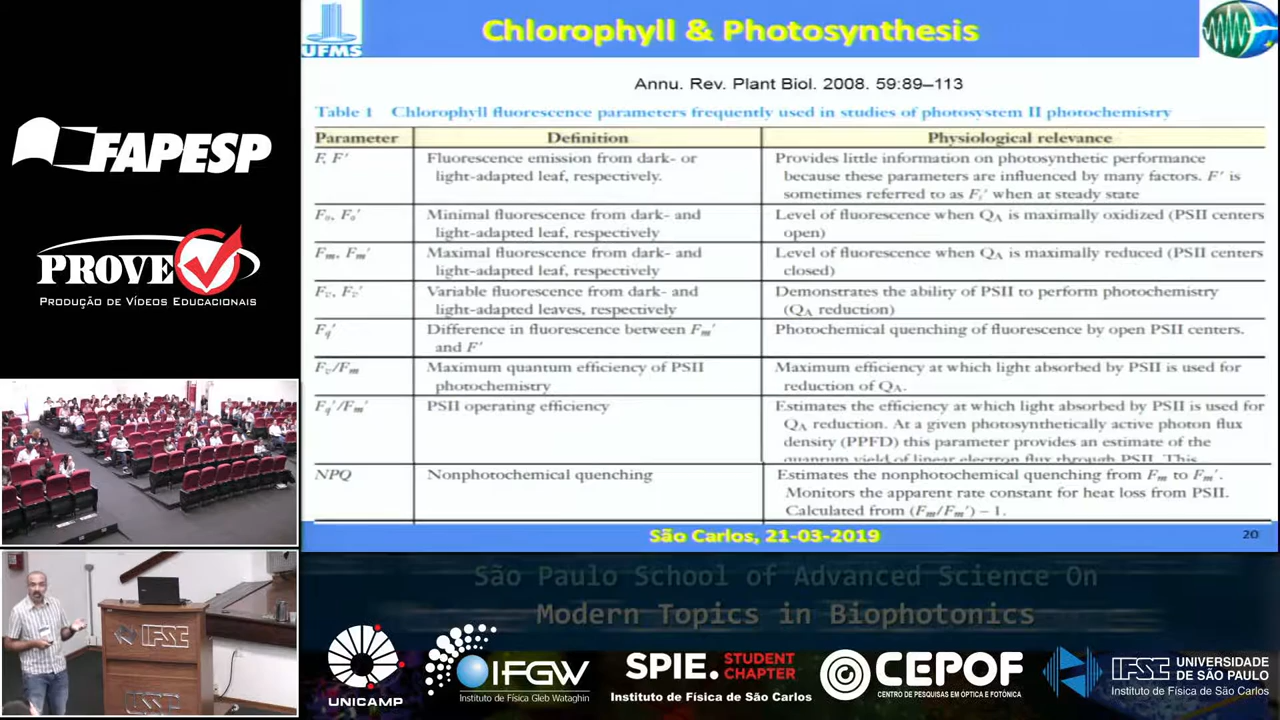 UFMS
Chlorophyll & Photosynthesis
Annu. Rev. Plant Biol. 2008. 59:89–113
Table 1 Chlorophyll fluorescence parameters frequently used in studies of photosystem II photochemistry
Parameter Definition Physiological relevance
F, F′ Fluorescence emission from dark- or Provides little information on photosynthetic performance
light-adapted leaf, respectively. because these parameters are influenced by many factors. F′ is
sometimes referred to as Fs′ when at steady state
Fo, Fo′ Minimal fluorescence from dark- and Level of fluorescence when QA is maximally oxidized (PSII centers
light-adapted leaf, respectively open)
Fm, Fm′ Maximal fluorescence from dark- and Level of fluorescence when QA is maximally reduced (PSII centers
light-adapted leaf, respectively closed)
Fv, Fv′ Variable fluorescence from dark- and Demonstrates the ability of PSII to perform photochemistry
light-adapted leaves, respectively (QA reduction)
Fq′ Difference in fluorescence between Fm′ Photochemical quenching of fluorescence by open PSII centers.
and F′
Fv/Fm Maximum quantum efficiency of PSII Maximum efficiency at which light absorbed by PSII is used for
photochemistry reduction of QA.
Fq′/Fm′ PSII operating efficiency Estimates the efficiency at which light absorbed by PSII is used for
QA reduction. At a given photosynthetically active photon flux
density (PPFD) this parameter provides an estimate of the
quantum yield of linear electron flux through PSII. This
NPQ Nonphotochemical quenching Estimates the nonphotochemical quenching from Fm to Fm′.
Monitors the apparent rate constant for heat loss from PSII.
Calculated from (Fm/Fm′) – 1.
São Carlos, 21-03-2019 20
FAPESP
PROVE
PRODUÇÃO DE VÍDEOS EDUCACIONAIS
IFSC
São Paulo School of Advanced Science On
Modern Topics in Biophotonics
UNICAMP
IFGW
Instituto de Física Gleb Wataghin
SPIE. STUDENT CHAPTER
Instituto de Física de São Carlos
CEPOF
CENTRO DE PESQUISAS EM ÓPTICA E FOTÔNICA
IFSC UNIVERSIDADE DE SÃO PAULO
Instituto de Física de São Carlos